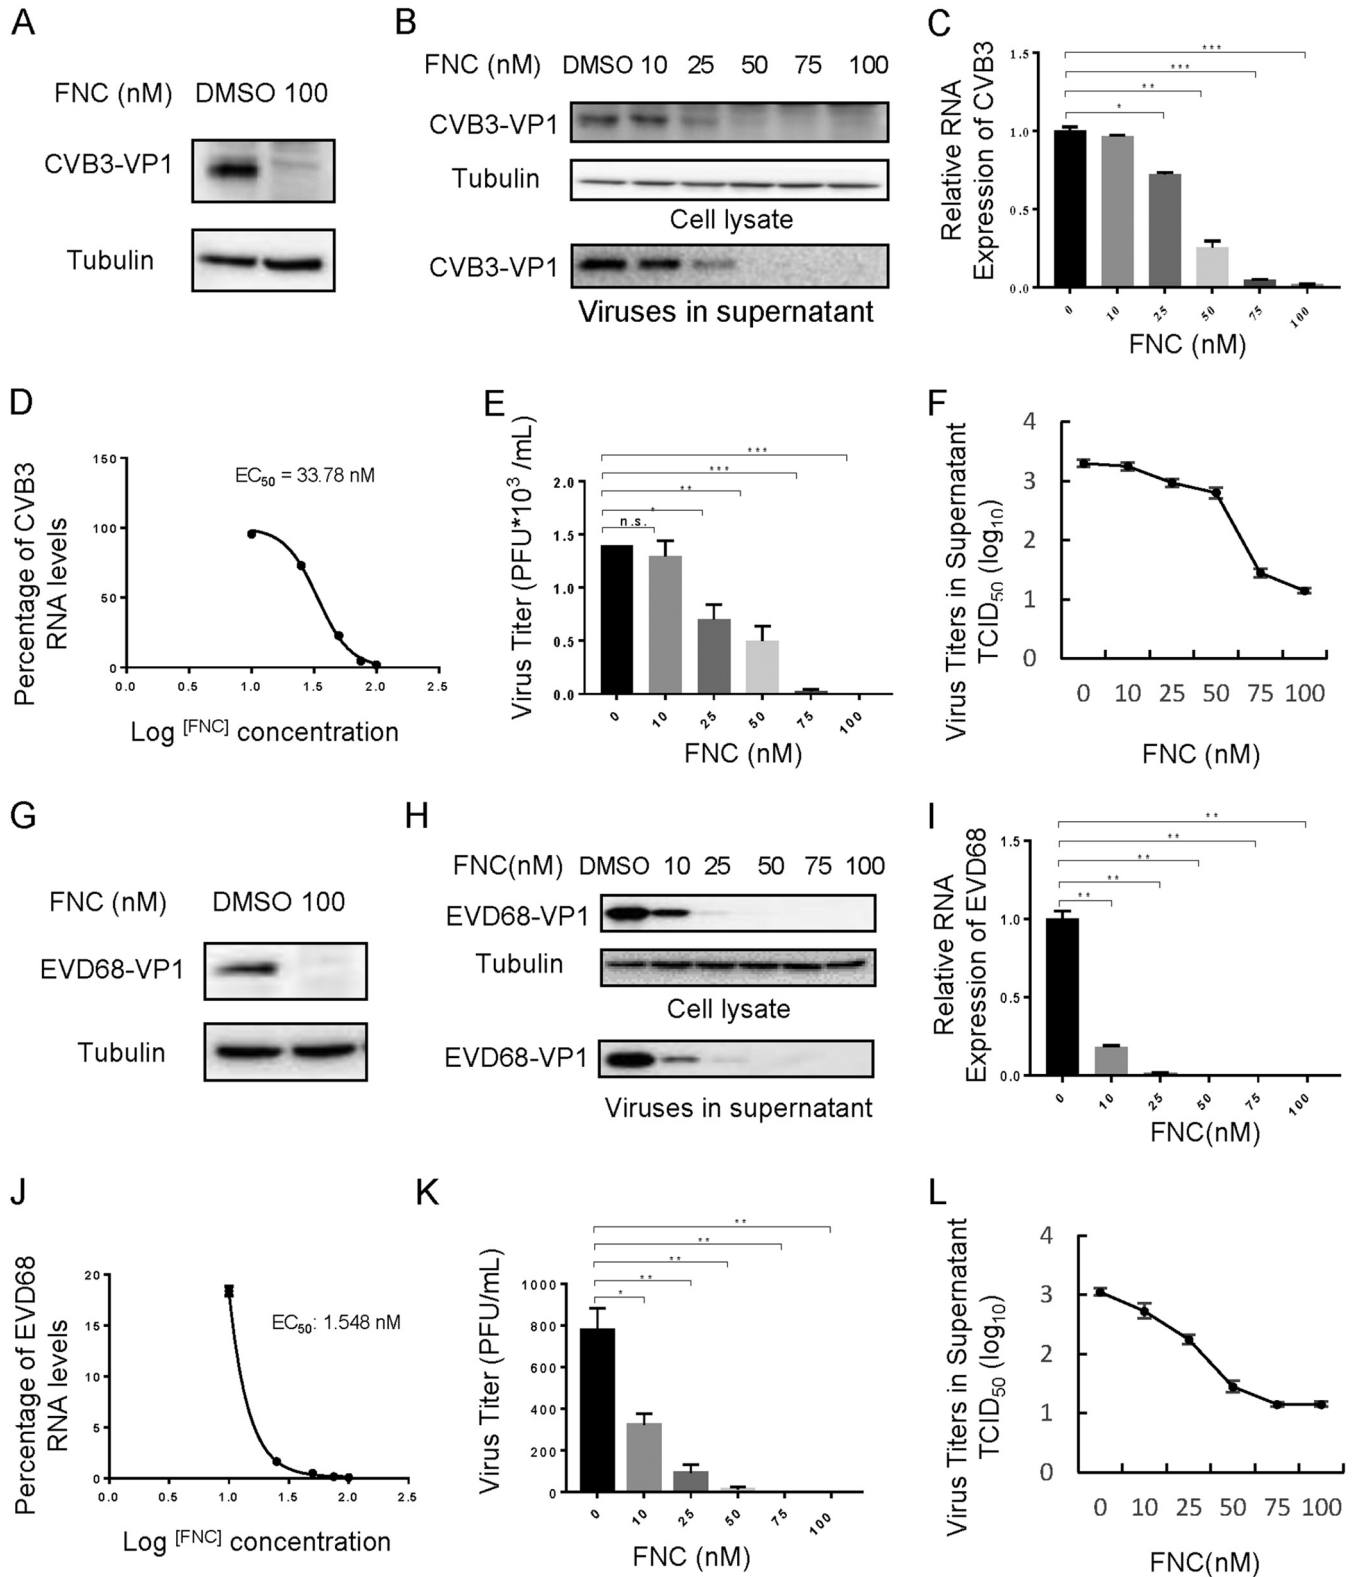 A
FNC (nM) DMSO 100
CVB3-VP1
Tubulin
B
FNC (nM) DMSO 10 25 50 75 100
CVB3-VP1
Tubulin
Cell lysate
CVB3-VP1
Viruses in supernatant
C
Relative RNA
Expression of CVB3
1.5
1.0
0.5
0.0
***
***
**
*
0 10 25 50 75 100
FNC (nM)
D
Percentage of CVB3
RNA levels
150
100
50
0
EC50 = 33.78 nM
0.0 0.5 1.0 1.5 2.0 2.5
Log [FNC] concentration
E
Virus Titer (PFU*10³ /mL)
2.0
1.5
1.0
0.5
0.0
***
***
**
*
n.s.
0 10 25 50 75 100
FNC (nM)
F
Virus Titers in Supernatant
TCID50 (log10)
4
3
2
1
0
0 10 25 50 75 100
FNC (nM)
G
FNC (nM) DMSO 100
EVD68-VP1
Tubulin
H
FNC(nM) DMSO 10 25 50 75 100
EVD68-VP1
Tubulin
Cell lysate
EVD68-VP1
Viruses in supernatant
I
Relative RNA
Expression of EVD68
1.5
1.0
0.5
0.0
**
**
**
**
**
0 10 25 50 75 100
FNC(nM)
J
Percentage of EVD68
RNA levels
20
15
10
5
0
EC50: 1.548 nM
0.0 0.5 1.0 1.5 2.0 2.5
Log [FNC] concentration
K
Virus Titer (PFU/mL)
1000
800
600
400
200
0
**
**
**
**
*
0 10 25 50 75 100
FNC (nM)
L
Virus Titers in Supernatant
TCID50 (log10)
4
3
2
1
0
0 10 25 50 75 100
FNC(nM)